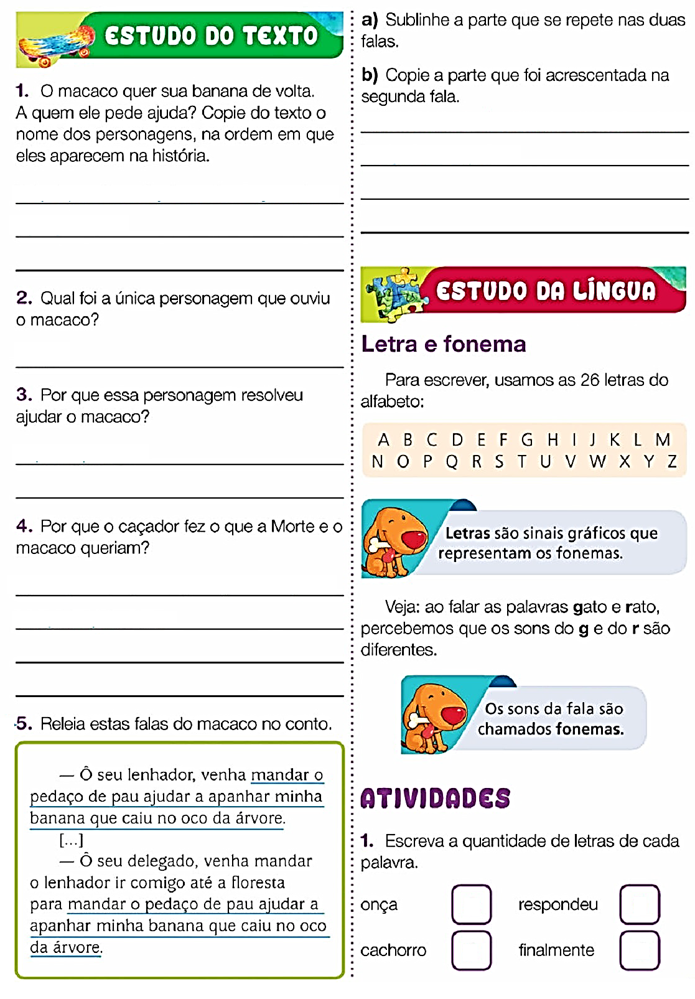 ESTUDO DO TEXTO
1. O macaco quer sua banana de volta.
A quem ele pede ajuda? Copie do texto o
nome dos personagens, na ordem em que
eles aparecem na história.
2. Qual foi a única personagem que ouviu
o macaco?
3. Por que essa personagem resolveu
ajudar o macaco?
4. Por que o caçador fez o que a Morte e o
macaco queriam?
5. Releia estas falas do macaco no conto.
— Ô seu lenhador, venha mandar o
pedaço de pau ajudar a apanhar minha
banana que caiu no oco da árvore.
[...]
— Ô seu delegado, venha mandar
o lenhador ir comigo até a floresta
para mandar o pedaço de pau ajudar a
apanhar minha banana que caiu no oco
da árvore.
a) Sublinhe a parte que se repete nas duas
falas.
b) Copie a parte que foi acrescentada na
segunda fala.
ESTUDO DA LÍNGUA
Letra e fonema
Para escrever, usamos as 26 letras do
alfabeto:
A B C D E F G H I J K L M
N O P Q R S T U V W X Y Z
Letras são sinais gráficos que
representam os fonemas.
Veja: ao falar as palavras gato e rato,
percebemos que os sons do g e do r são
diferentes.
Os sons da fala são
chamados fonemas.
ATIVIDADES
1. Escreva a quantidade de letras de cada
palavra.
onça respondeu
cachorro finalmente